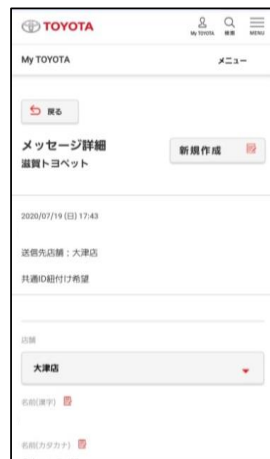 TOYOTA
My TOYOTA 検索 MENU
My TOYOTA メニュー
戻る
メッセージ詳細
滋賀トヨペット
新規作成
2020/07/19 (日) 17:43
送信先店舗：大津店
共通ID紐付け希望
店舗
大津店
名前(漢字)
名前(カタカナ)